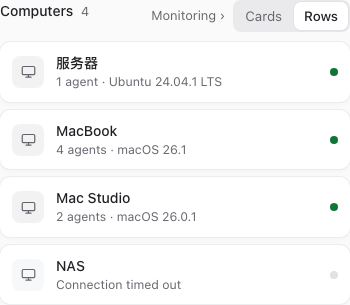 Computers 4
Monitoring ›
Cards
Rows
服务器
1 agent · Ubuntu 24.04.1 LTS
MacBook
4 agents · macOS 26.1
Mac Studio
2 agents · macOS 26.0.1
NAS
Connection timed out